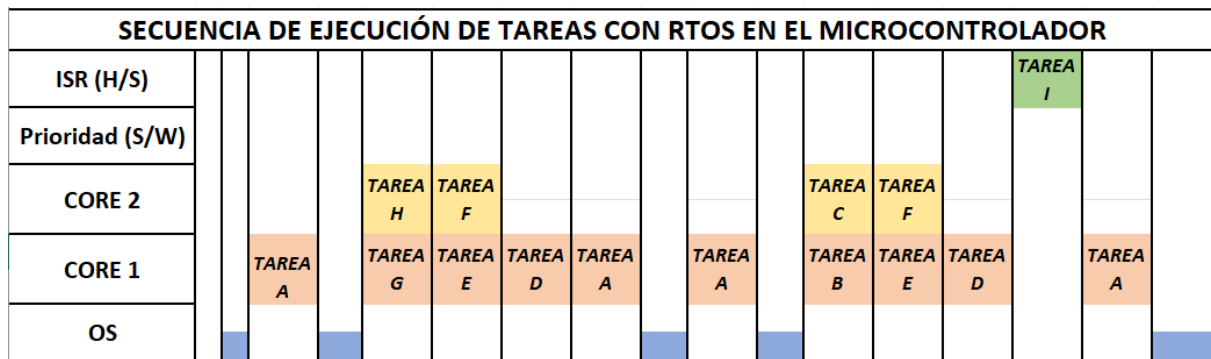 SECUENCIA DE EJECUCIÓN DE TAREAS CON RTOS EN EL MICROCONTROLADOR
ISR (H/S)
TAREA
I
Prioridad (S/W)
CORE 2
TAREA
H
TAREA
F
TAREA
C
TAREA
F
CORE 1
TAREA
A
TAREA
G
TAREA
E
TAREA
D
TAREA
A
TAREA
A
TAREA
B
TAREA
E
TAREA
D
TAREA
A
OS